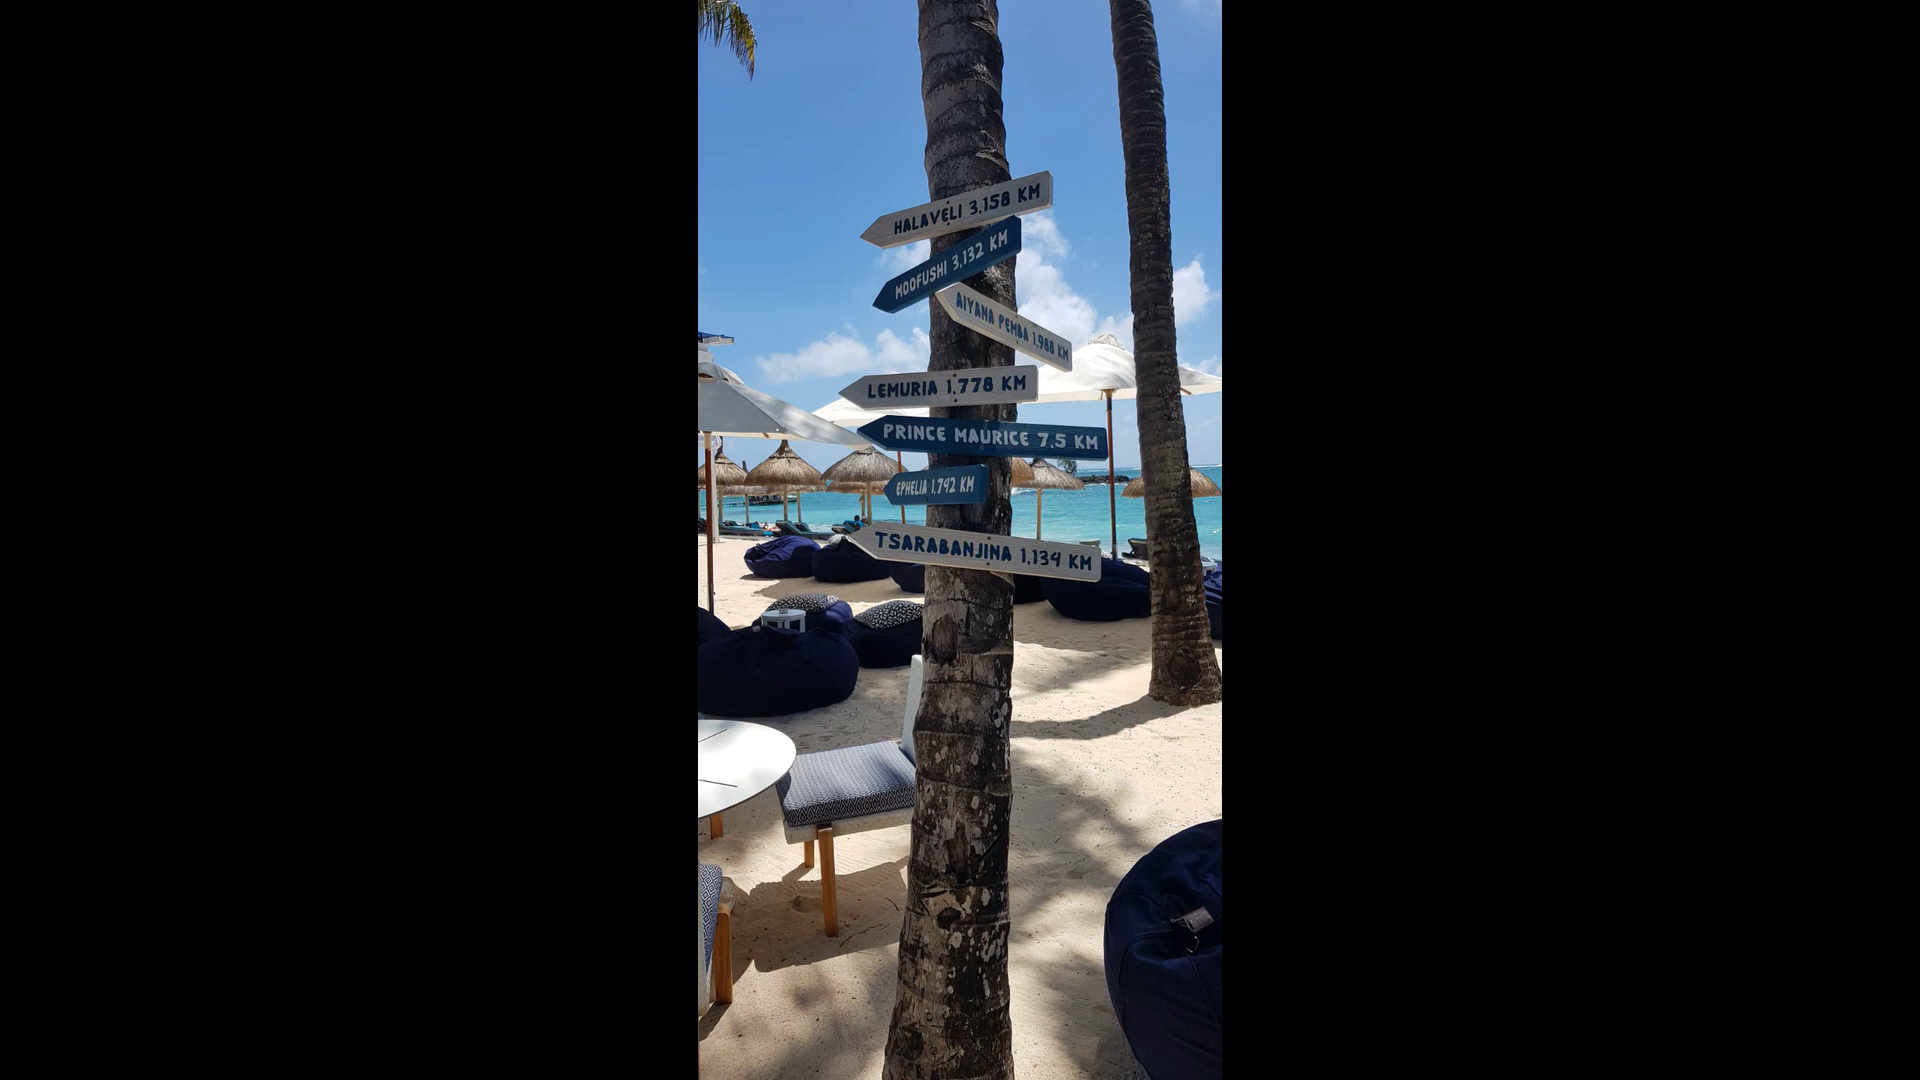 HALAVELI 3,158 KM
MOOFUSHI 3,132 KM
AIYANA PEMBA 1,988 KM
LEMURIA 1,778 KM
PRINCE MAURICE 7,5 KM
EPHELIA 1,742 KM
TSARABANJINA 1,134 KM